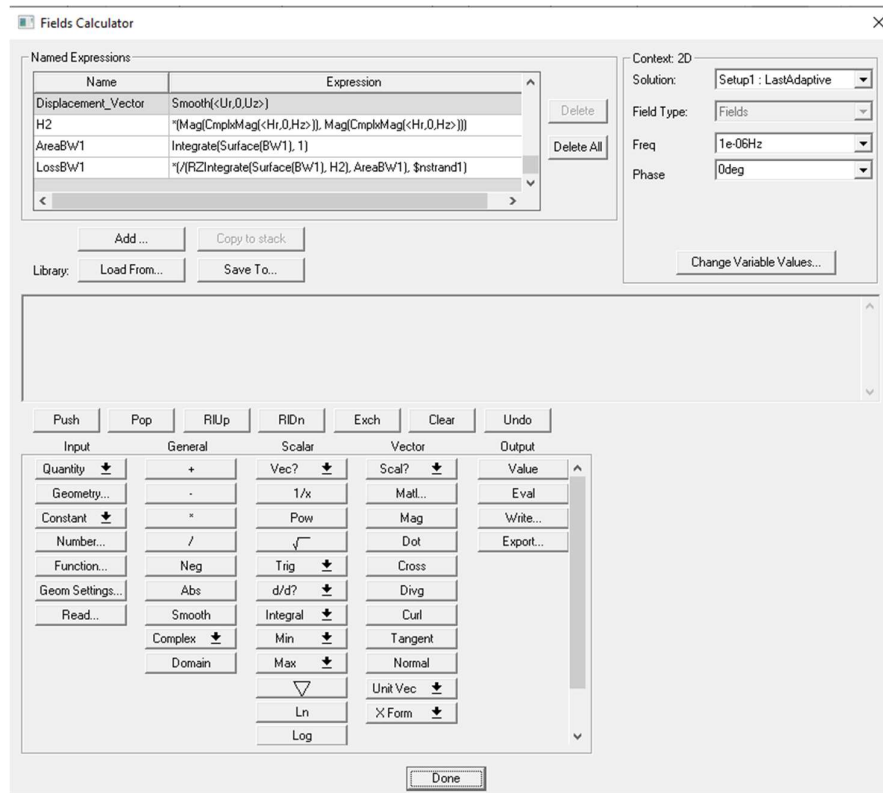 Fields Calculator
Named Expressions
Name Expression
Displacement_Vector Smooth(<Ur,0,Uz>)
H2 *(Mag(CmplxMag(<Hr,0,Hz>)), Mag(CmplxMag(<Hr,0,Hz>)))
AreaBW1 Integrate(Surface(BW1), 1)
LossBW1 *(/(RZIntegrate(Surface(BW1), H2), AreaBW1), $nstrand1)
Delete
Delete All
Context: 2D
Solution: Setup1 : LastAdaptive
Field Type: Fields
Freq 1e-06Hz
Phase 0deg
Change Variable Values...
Add ... Copy to stack
Library: Load From... Save To...
Push Pop RlUp RlDn Exch Clear Undo
Input General Scalar Vector Output
Quantity + Vec? Scal? Value
Geometry... - 1/x Matl... Eval
Constant * Pow Mag Write...
Number... / √ Dot Export...
Function... Neg Trig Cross
Geom Settings... Abs d/d? Divg
Read... Smooth Integral Curl
Complex Min Tangent
Domain Max Normal
▽ Unit Vec
Ln X Form
Log
Done